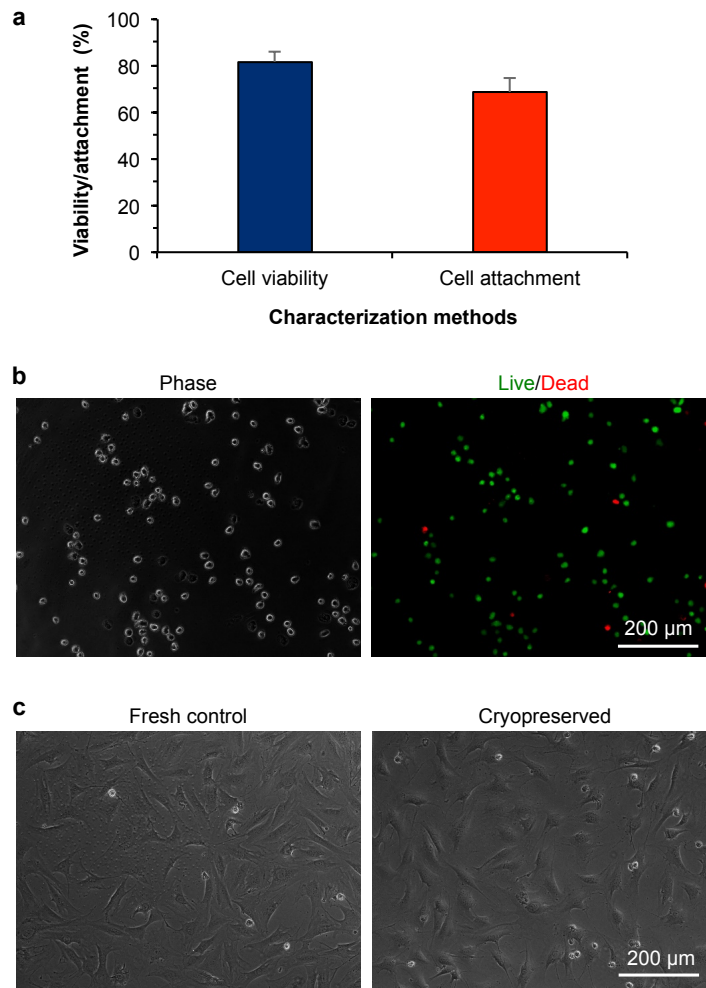 a
Viability/attachment (%)
100
80
60
40
20
0
Cell viability
Cell attachment
Characterization methods
b
Phase
Live/Dead
200 µm
c
Fresh control
Cryopreserved
200 µm